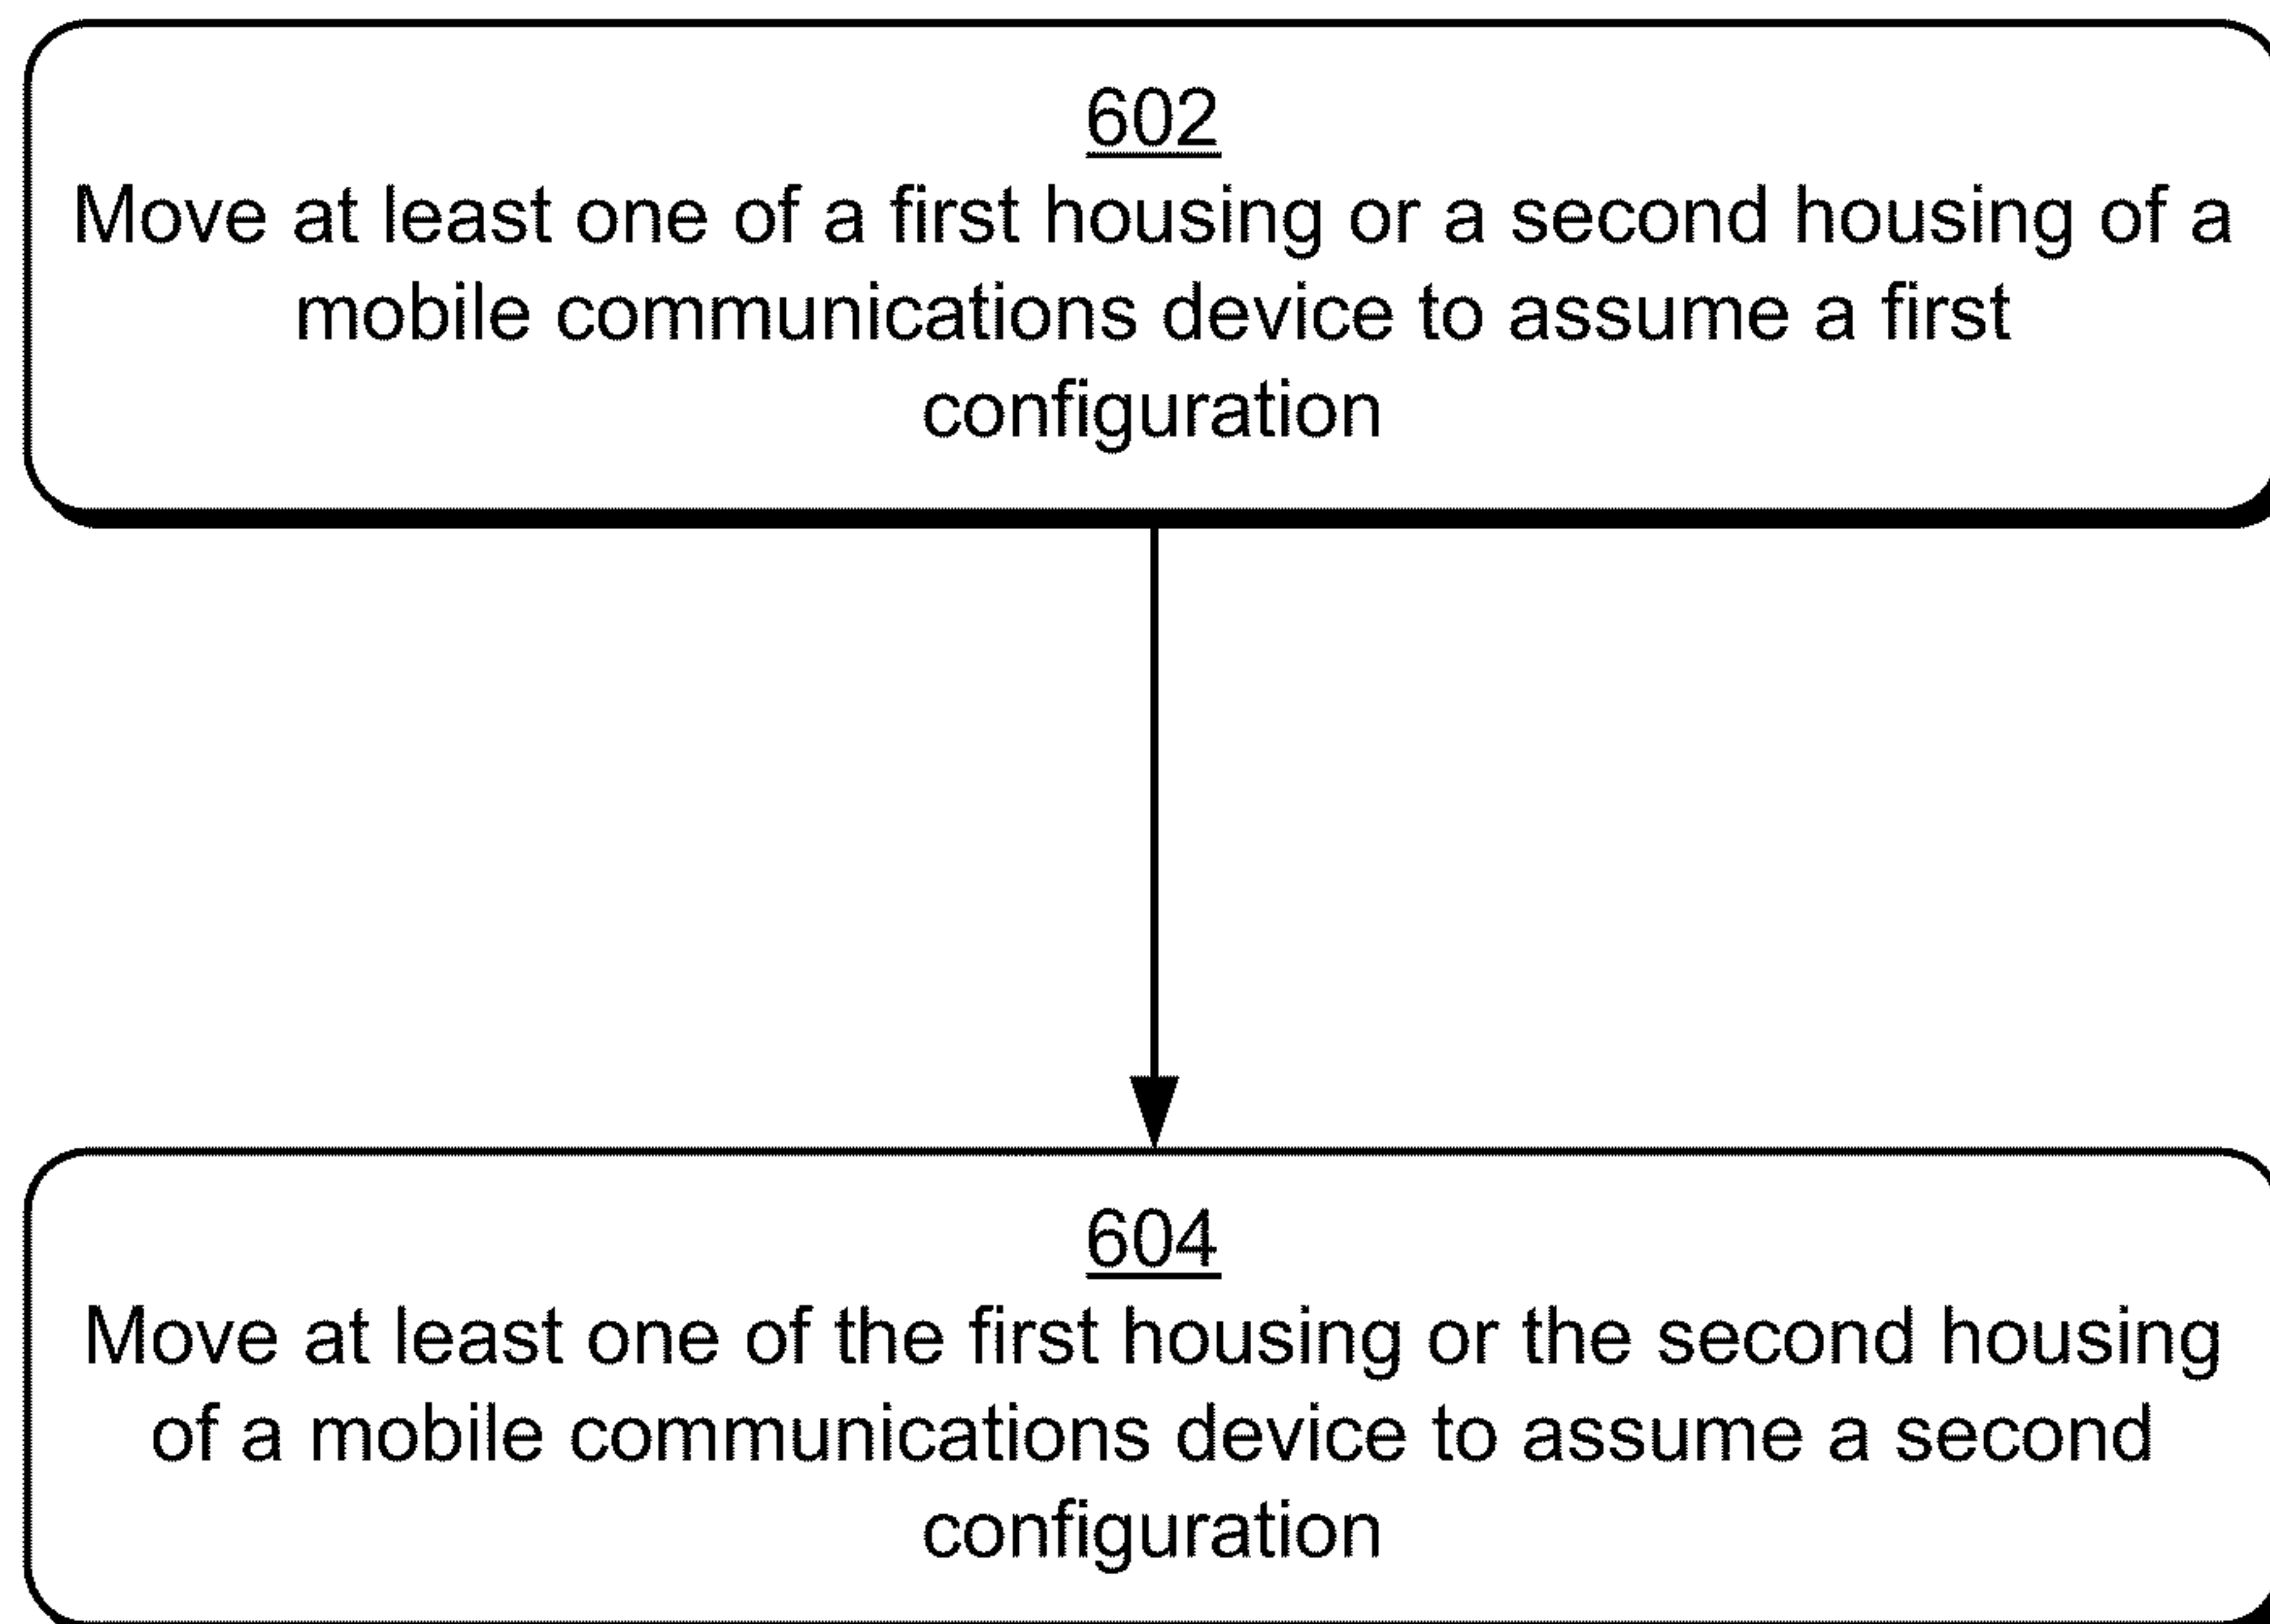 602
Move at least one of a first housing or a second housing of a
mobile communications device to assume a first
configuration
604
Move at least one of the first housing or the second housing
of a mobile communications device to assume a second
configuration